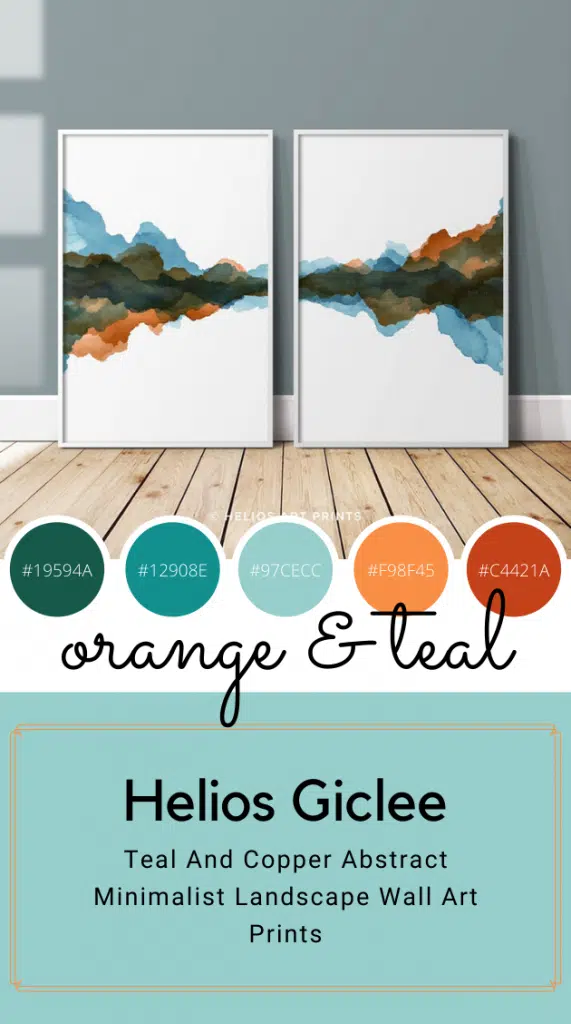 © HELIOS ART PRINTS
#19594A #12908E #97CECC #F98F45 #C4421A
orange & teal
Helios Giclee
Teal And Copper Abstract
Minimalist Landscape Wall Art
Prints